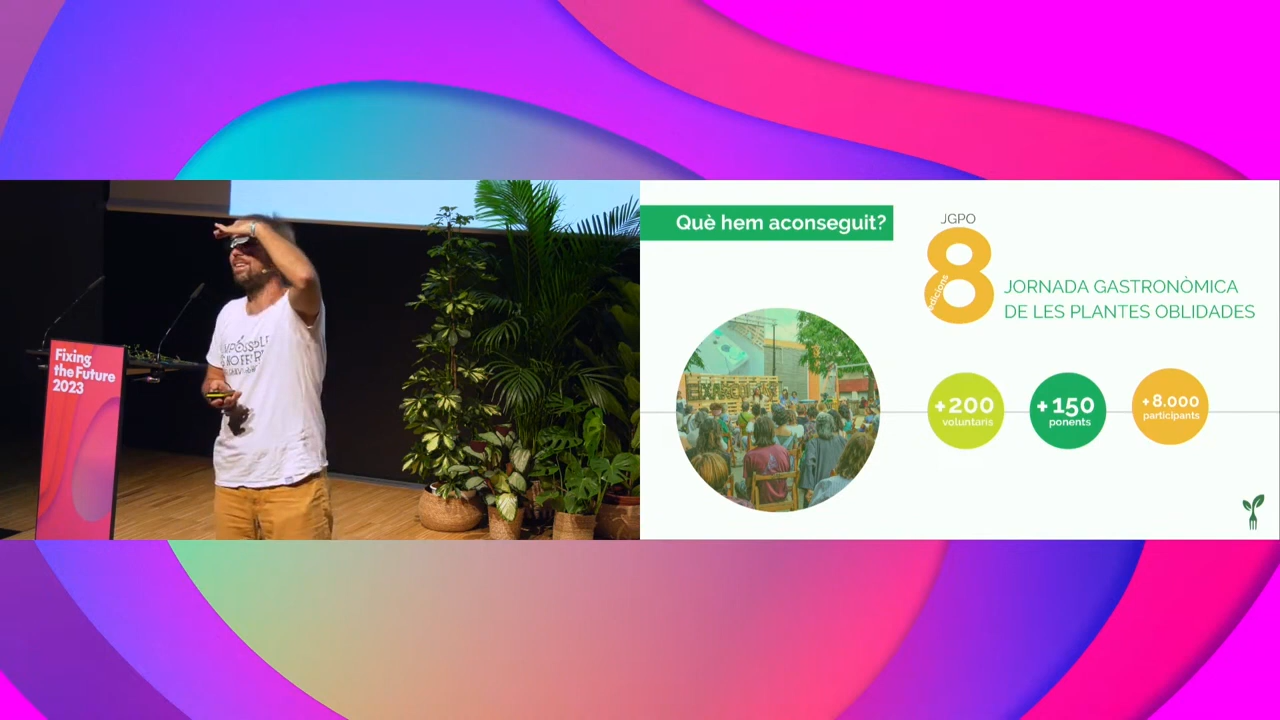 Fixing
the Future
2023
Què hem aconseguit?
JGPO
8
edicions
JORNADA GASTRONÒMICA
DE LES PLANTES OBLIDADES
+200
voluntaris
+150
ponents
+8.000
participants